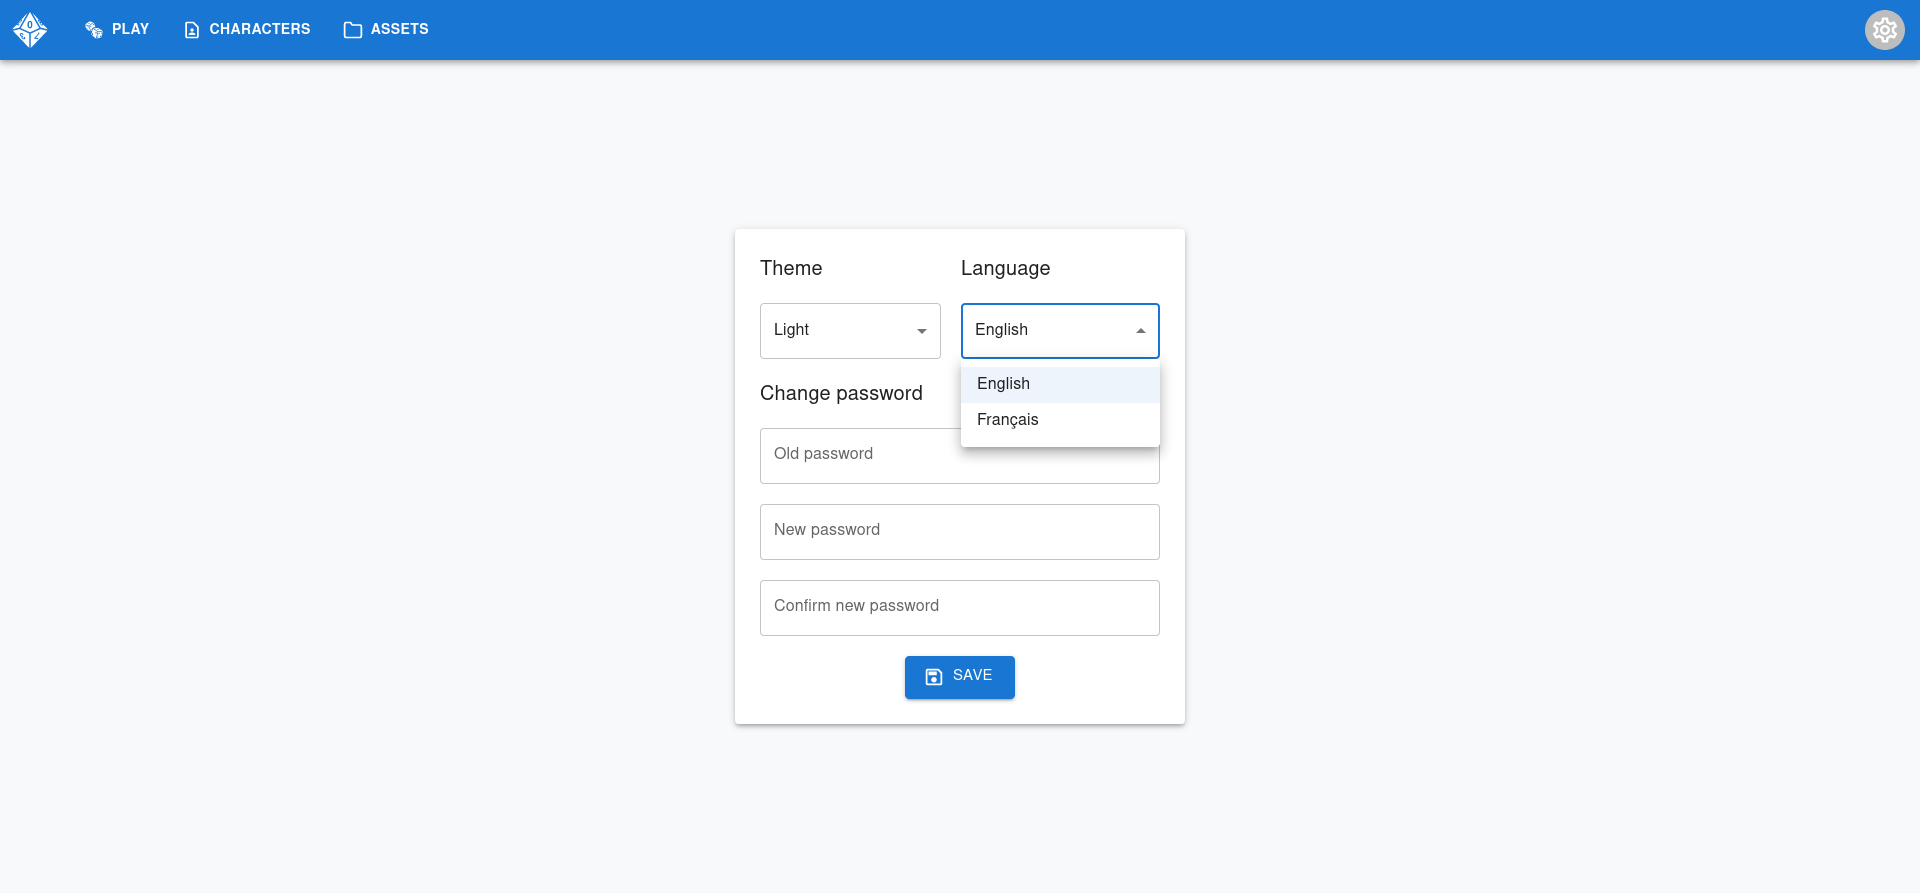 PLAY
CHARACTERS
ASSETS
Theme
Language
Light
English
English
Français
Change password
Old password
New password
Confirm new password
SAVE